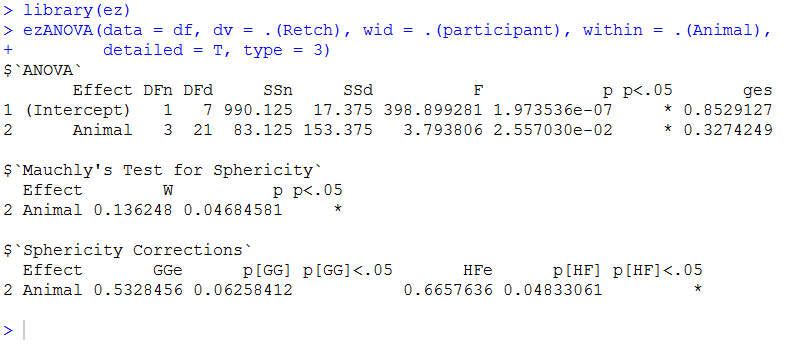 > library(ez)
> ezANOVA(data = df, dv = .(Retch), wid = .(participant), within = .(Animal),
+         detailed = T, type = 3)
$`ANOVA`
       Effect DFn DFd     SSn     SSd          F            p p<.05       ges
1 (Intercept)   1   7 990.125  17.375 398.899281 1.973536e-07     * 0.8529127
2      Animal   3  21  83.125 153.375   3.793806 2.557030e-02     * 0.3274249
$`Mauchly's Test for Sphericity`
  Effect        W          p p<.05
2 Animal 0.136248 0.04684581     *
$`Sphericity Corrections`
  Effect       GGe      p[GG] p[GG]<.05       HFe      p[HF] p[HF]<.05
2 Animal 0.5328456 0.06258412           0.6657636 0.04833061         *
>